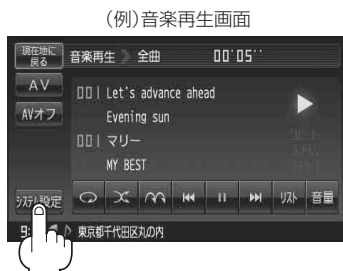 (例)音楽再生画面
現在地に
戻る
音楽再生 全曲 00'05''
AV
001 Let's advance ahead
AVオフ
Evening sun
001 マリー
MY BEST
システム設定
リスト 音量
9:
東京都千代田区丸の内